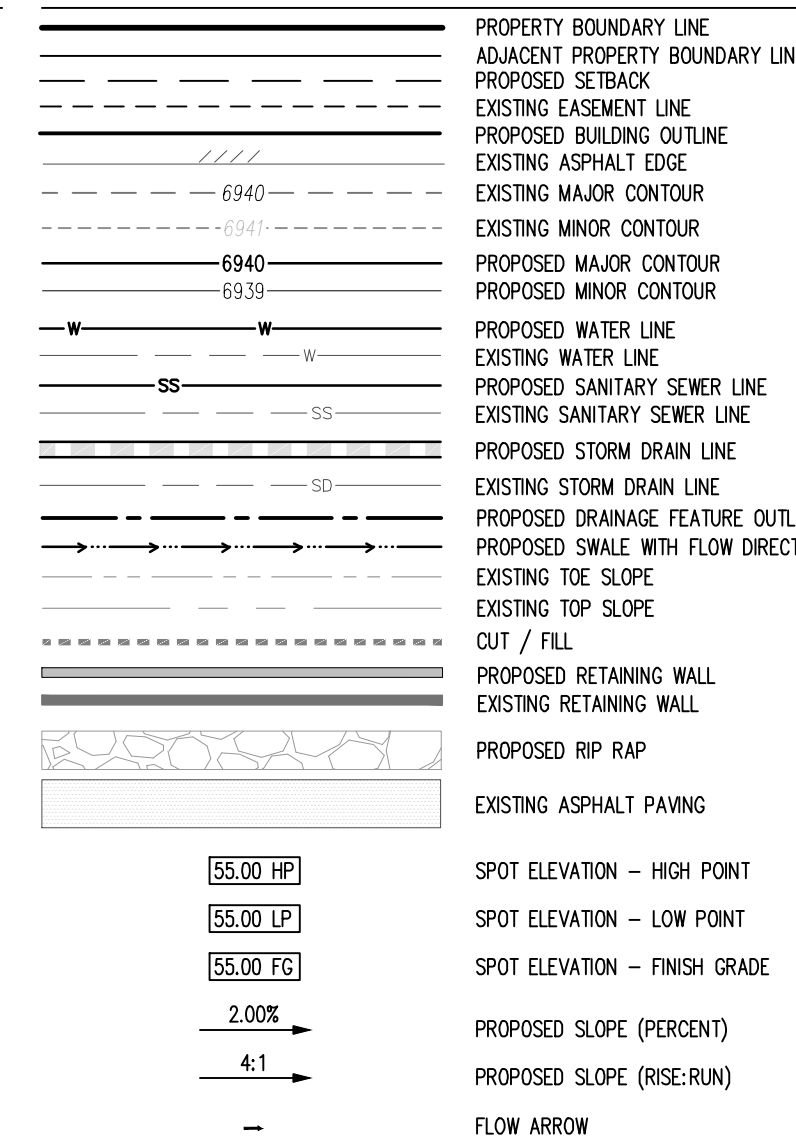 PROPERTY BOUNDARY LINE
ADJACENT PROPERTY BOUNDARY LIN
PROPOSED SETBACK
EXISTING EASEMENT LINE
PROPOSED BUILDING OUTLINE
EXISTING ASPHALT EDGE
6940 EXISTING MAJOR CONTOUR
6941 EXISTING MINOR CONTOUR
6940 PROPOSED MAJOR CONTOUR
6939 PROPOSED MINOR CONTOUR
W W PROPOSED WATER LINE
W EXISTING WATER LINE
SS PROPOSED SANITARY SEWER LINE
SS EXISTING SANITARY SEWER LINE
PROPOSED STORM DRAIN LINE
SD EXISTING STORM DRAIN LINE
PROPOSED DRAINAGE FEATURE OUTL
PROPOSED SWALE WITH FLOW DIRECT
EXISTING TOE SLOPE
EXISTING TOP SLOPE
CUT / FILL
PROPOSED RETAINING WALL
EXISTING RETAINING WALL
PROPOSED RIP RAP
EXISTING ASPHALT PAVING
55.00 HP SPOT ELEVATION – HIGH POINT
55.00 LP SPOT ELEVATION – LOW POINT
55.00 FG SPOT ELEVATION – FINISH GRADE
2.00% PROPOSED SLOPE (PERCENT)
4:1 PROPOSED SLOPE (RISE:RUN)
FLOW ARROW